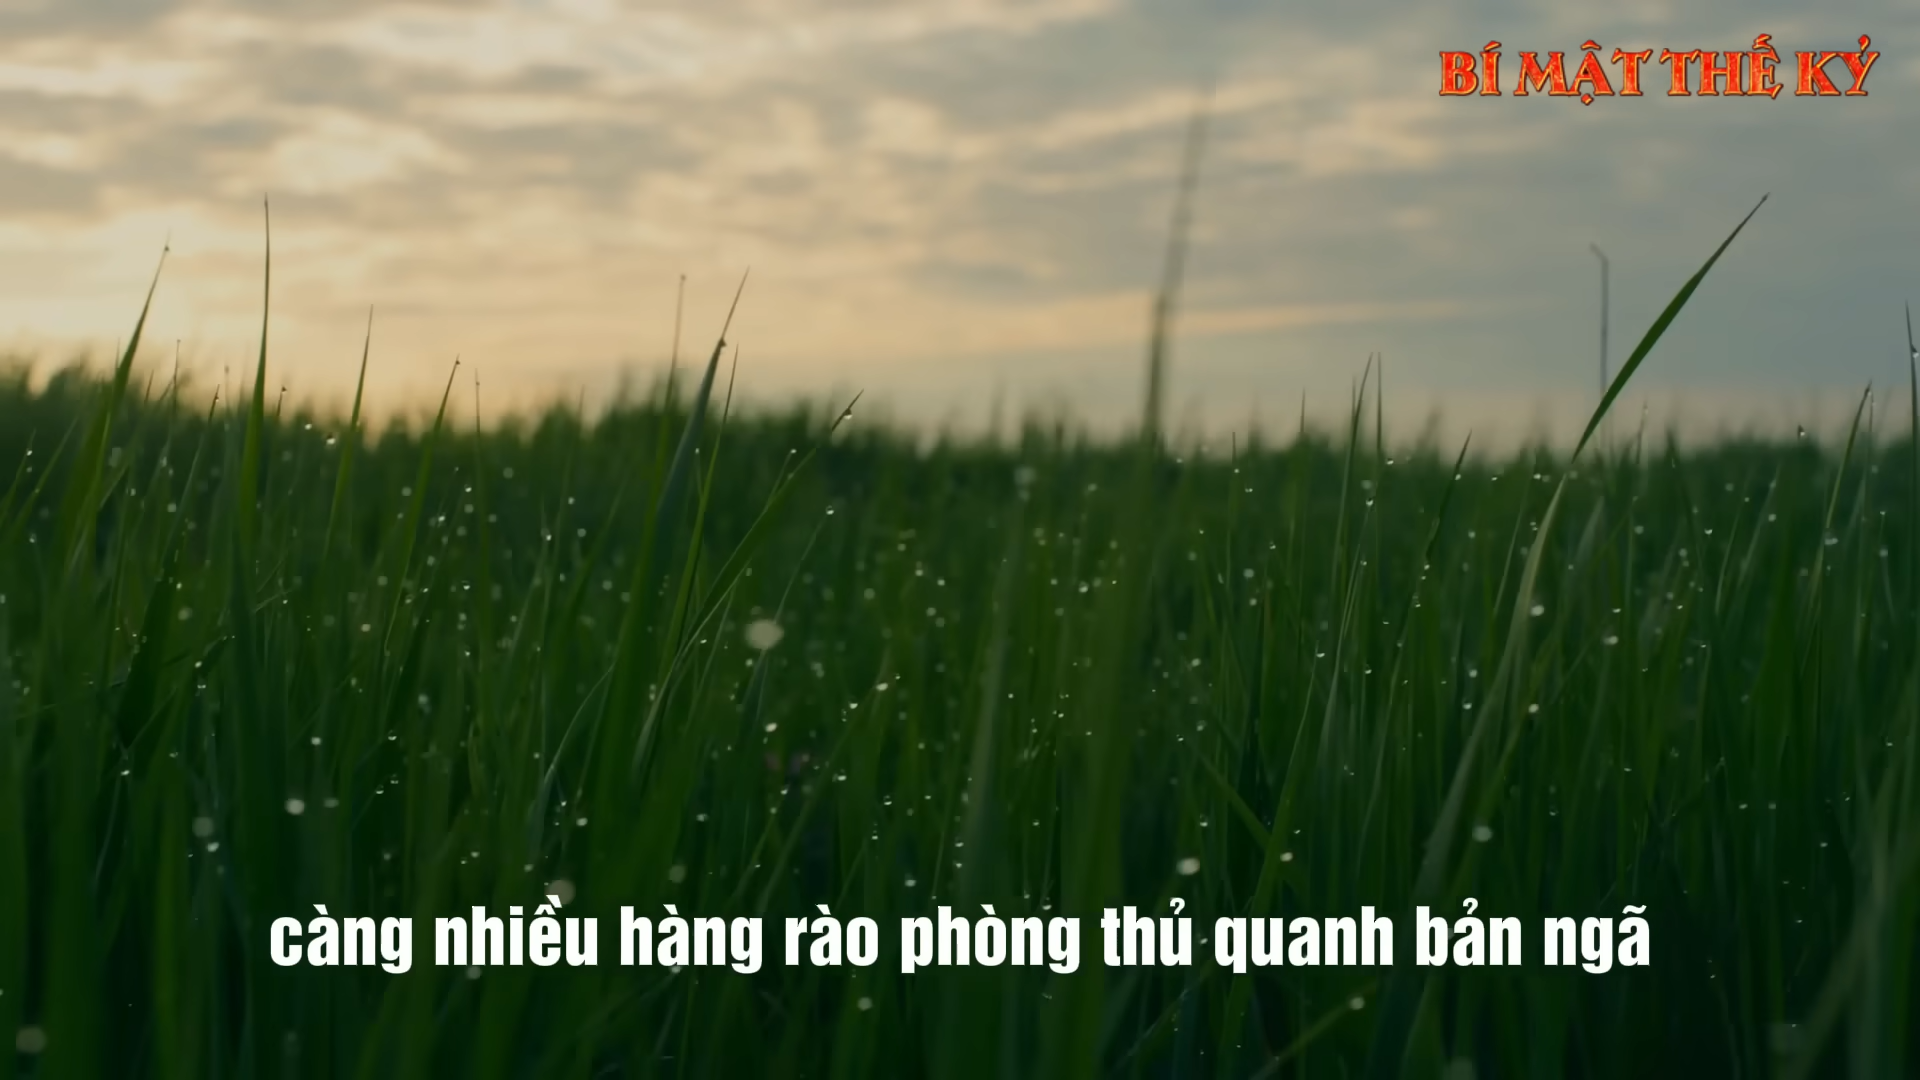 BÍ MẬT THẾ KỶ
càng nhiều hàng rào phòng thủ quanh bản ngã